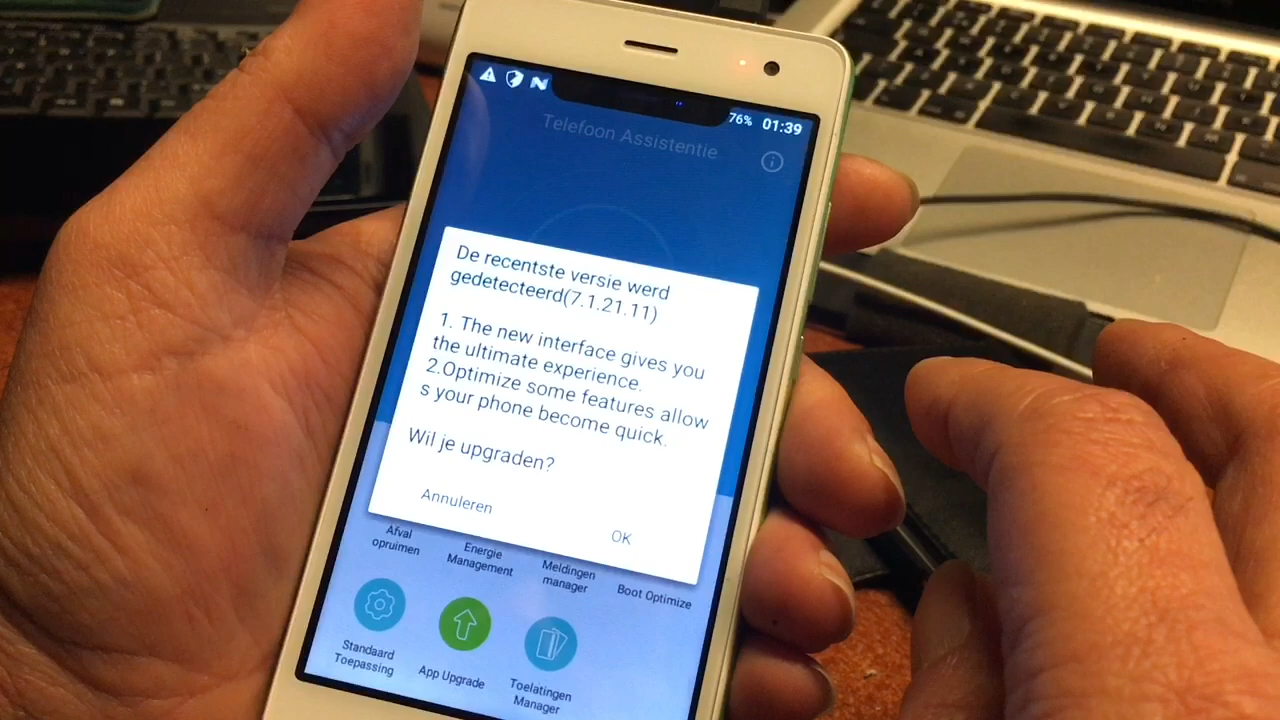 76% 01:39
Telefoon Assistentie
De recentste versie werd
gedetecteerd(7.1.21.11)
1. The new interface gives you
the ultimate experience.
2.Optimize some features allow
s your phone become quick.
Wil je upgraden?
Annuleren
OK
Afval
opruimen
Energie
Management
Meldingen
manager
Boot Optimize
Standaard
Toepassing
App Upgrade
Toelatingen
Manager